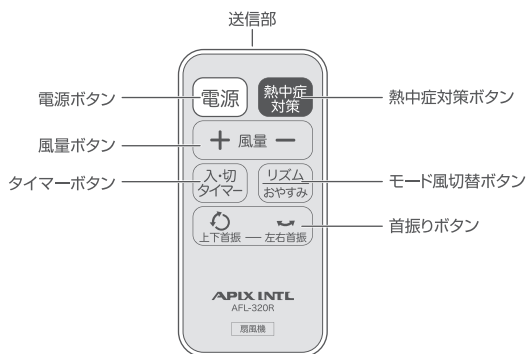 送信部
電源ボタン
電源
熱中症
対策
熱中症対策ボタン
風量ボタン
+ 風量 −
タイマーボタン
入・切
タイマー
リズム
おやすみ
モード風切替ボタン
首振りボタン
上下首振 — 左右首振
APIX INTL
AFL-320R
扇風機